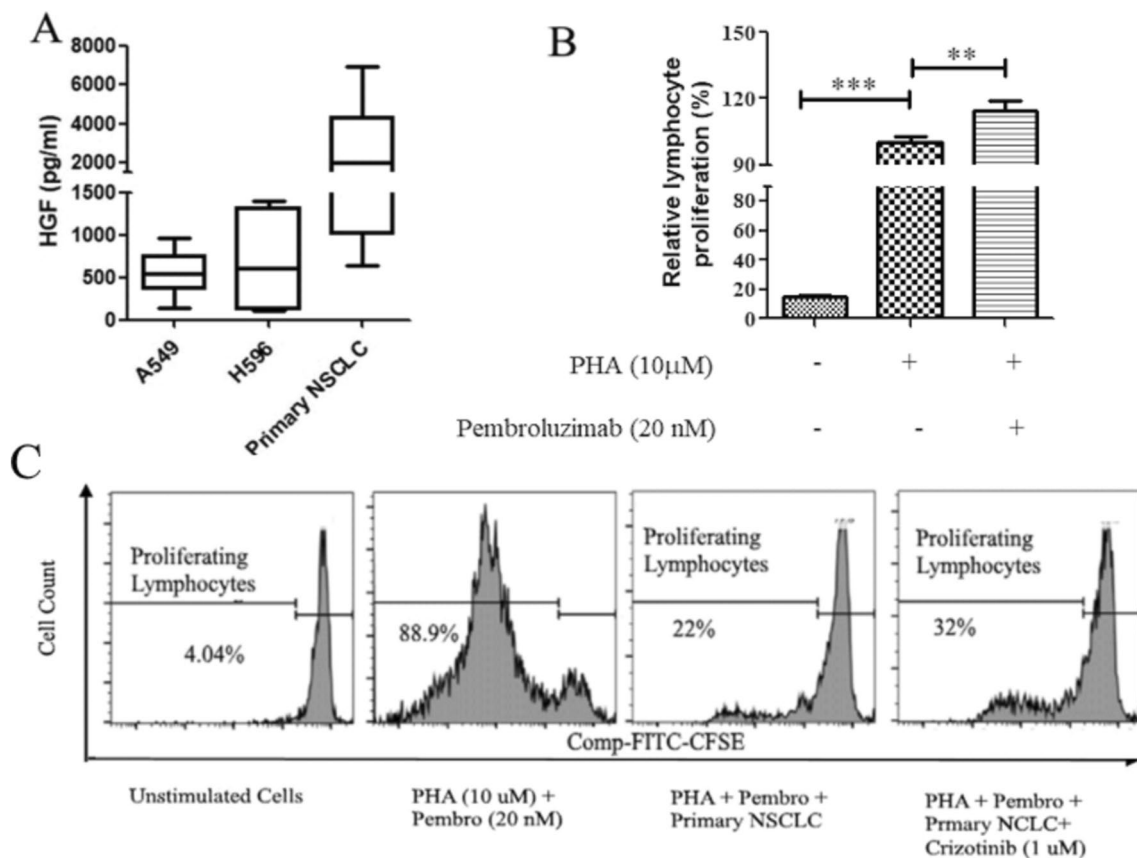 A
HGF (pg/ml)
8000
6000
4000
2000
1500
1000
500
0
A549
H596
Primary NSCLC
B
Relative lymphocyte
proliferation (%)
150
120
90
80
60
40
20
0
***
**
PHA (10μM) - + +
Pembroluzimab (20 nM) - - +
C
Cell Count
Proliferating
Lymphocytes
4.04%
88.9%
Proliferating
Lymphocytes
22%
Proliferating
Lymphocytes
32%
Comp-FITC-CFSE
Unstimulated Cells
PHA (10 uM) +
Pembro (20 nM)
PHA + Pembro +
Primary NSCLC
PHA + Pembro +
Prmary NCLC+
Crizotinib (1 uM)